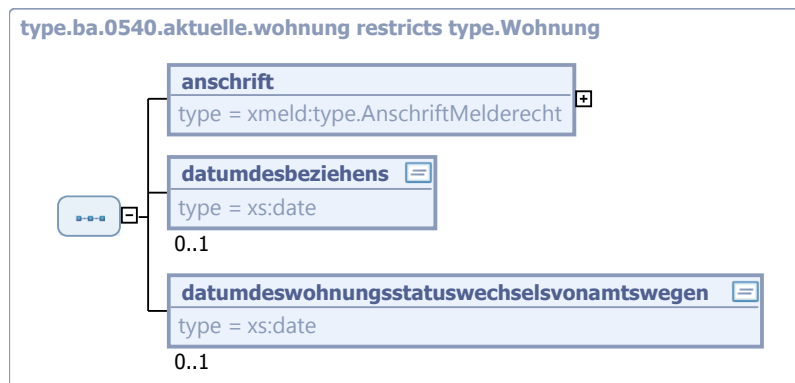 type.ba.0540.aktuelle.wohnung restricts type.Wohnung
anschrift
type = xmeld:type.AnschriftMelderecht
datumdesbeziehens
type = xs:date
0..1
datumdeswohnungsstatuswechselsvonamtswegen
type = xs:date
0..1